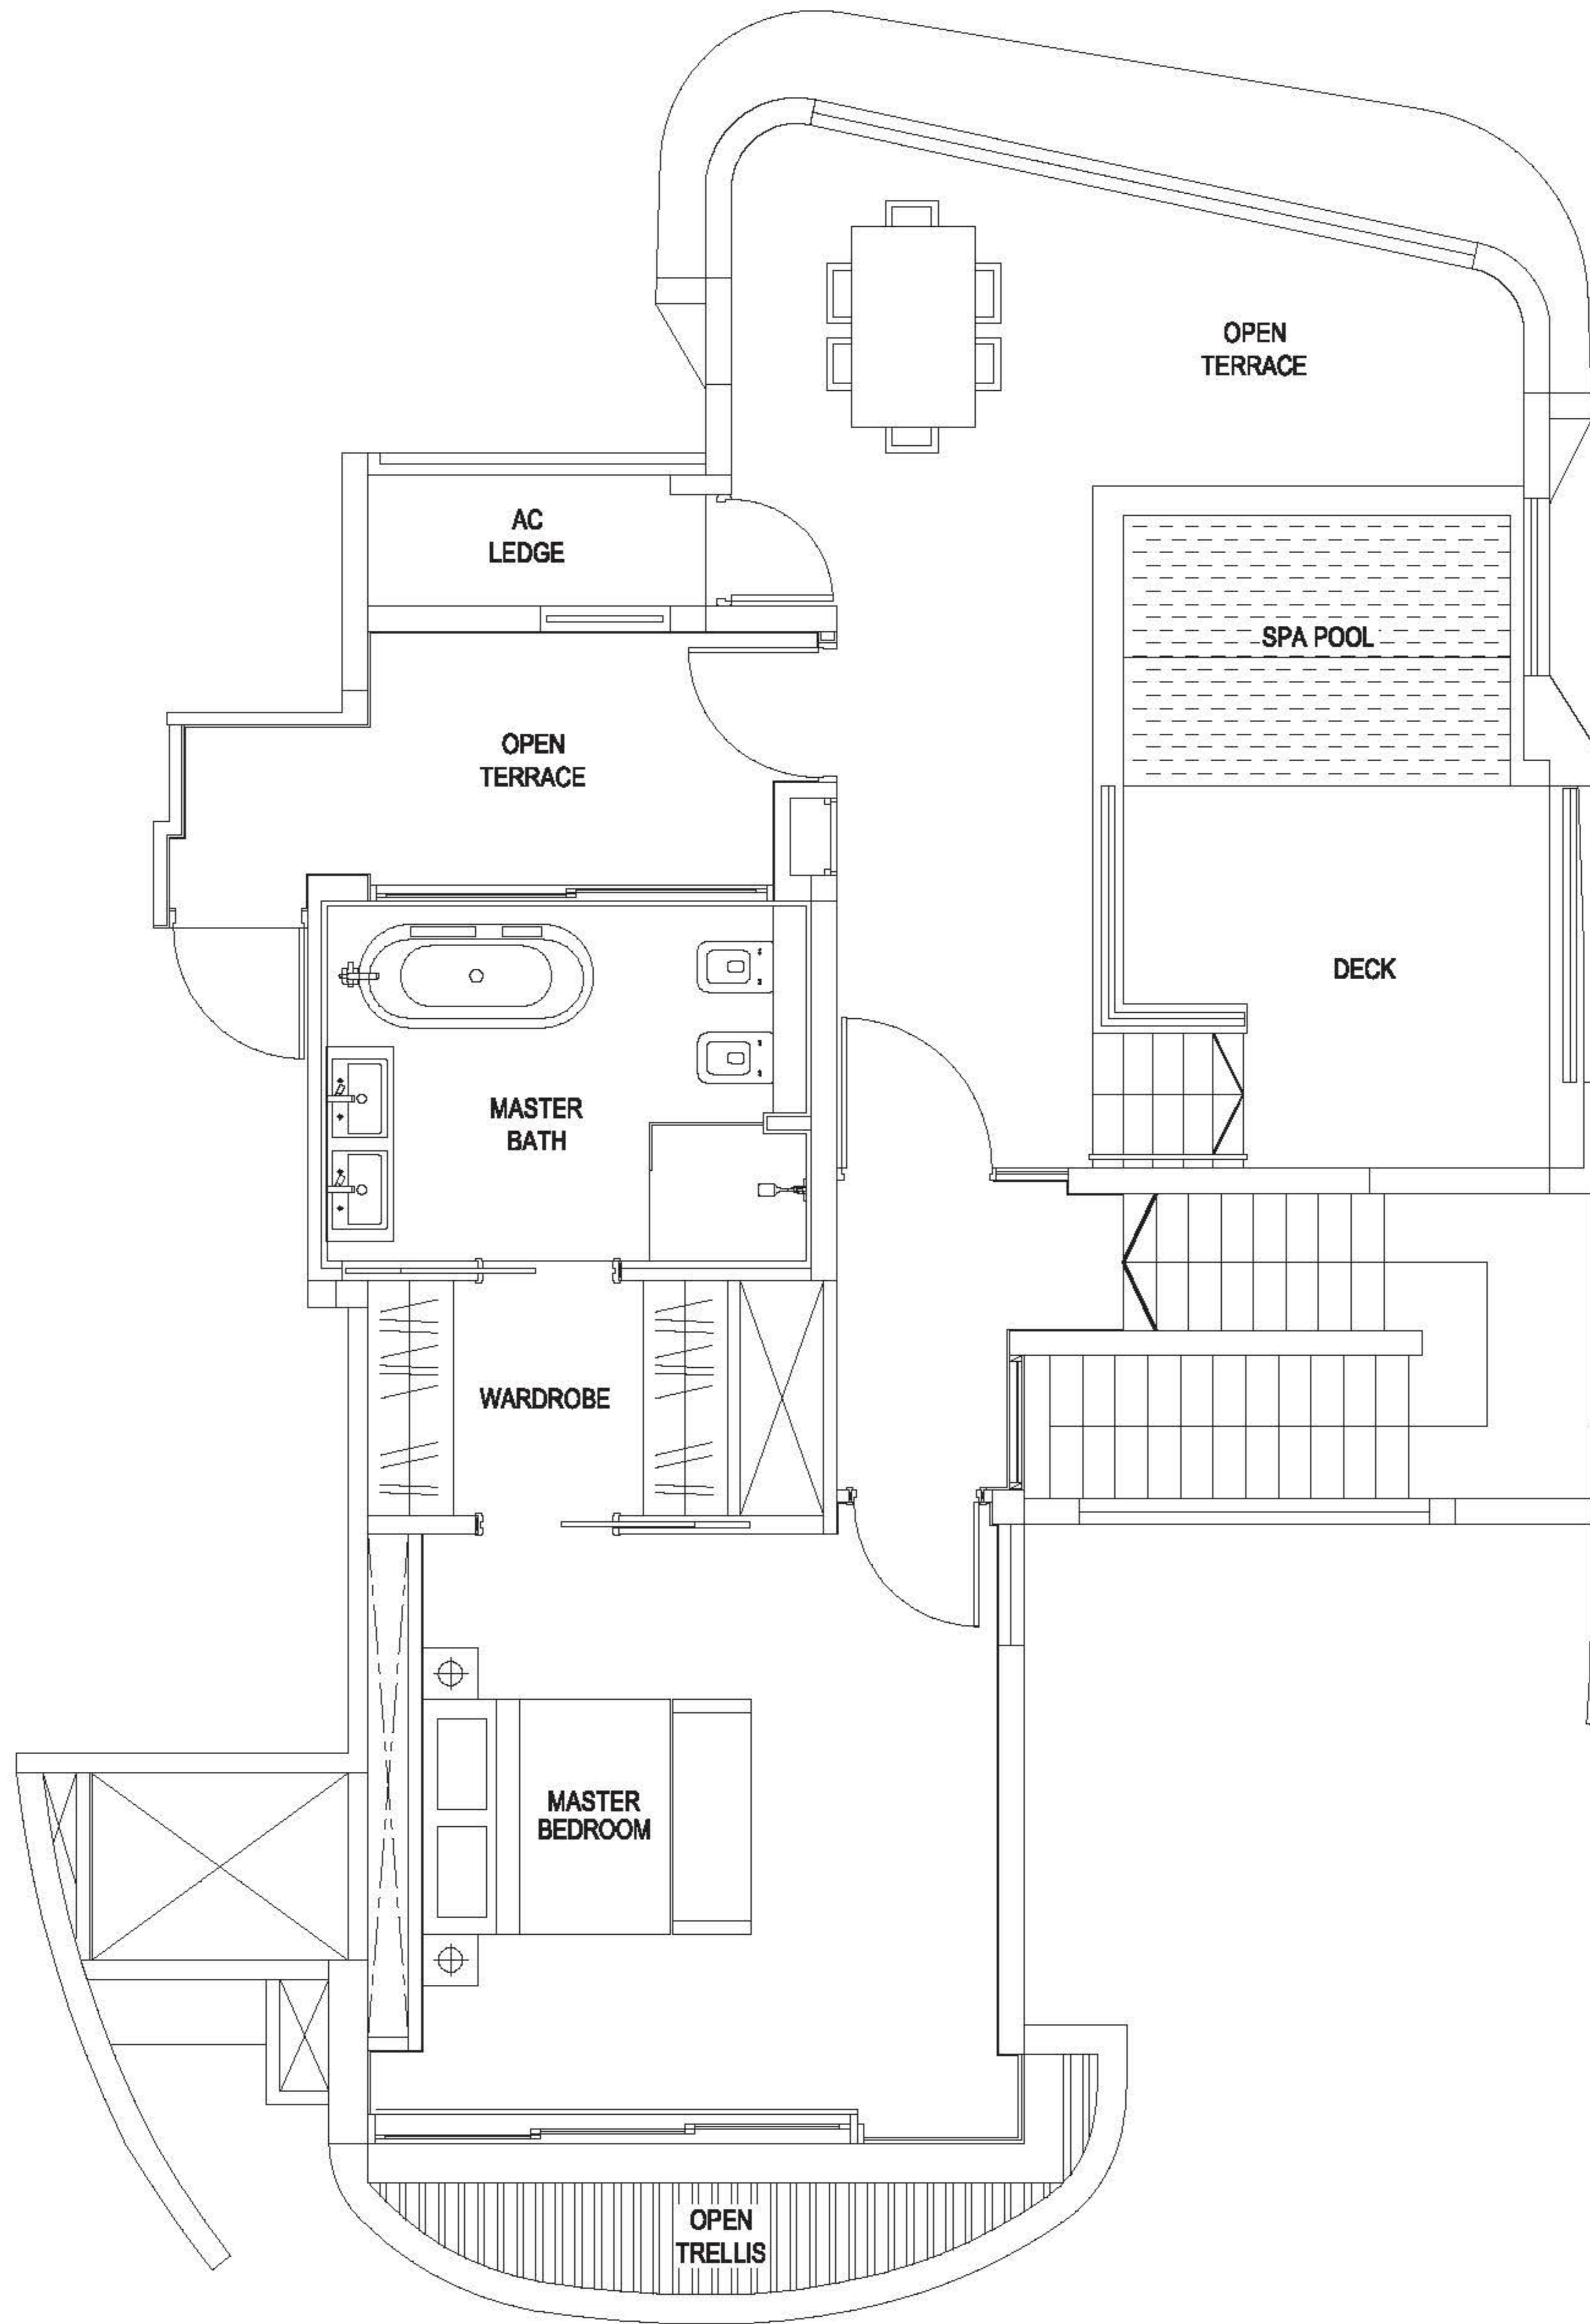 OPEN
TERRACE
AC
LEDGE
SPA POOL
OPEN
TERRACE
DECK
MASTER
BATH
WARDROBE
MASTER
BEDROOM
OPEN
TRELLIS